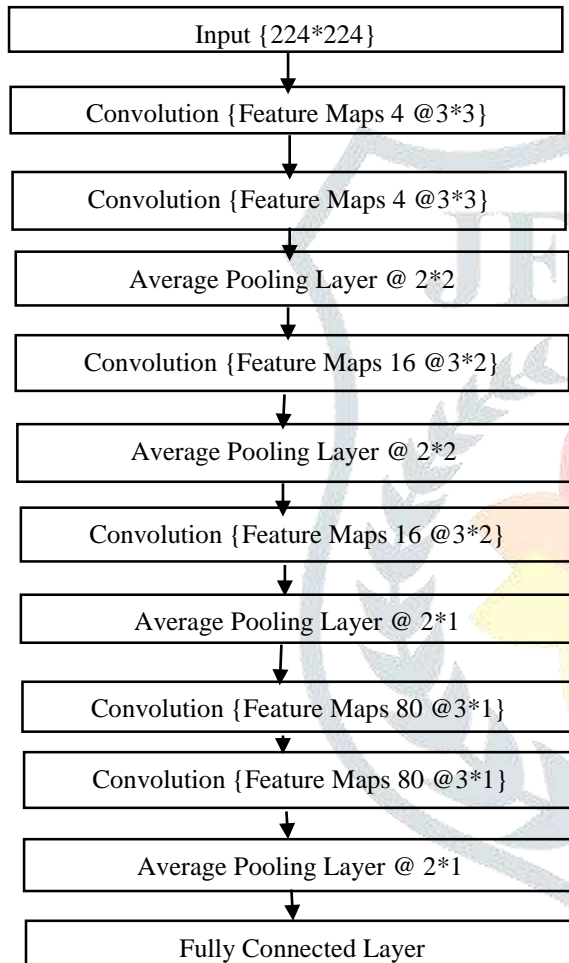 Input {224*224}
Convolution {Feature Maps 4 @3*3}
Convolution {Feature Maps 4 @3*3}
Average Pooling Layer @ 2*2
Convolution {Feature Maps 16 @3*2}
Average Pooling Layer @ 2*2
Convolution {Feature Maps 16 @3*2}
Average Pooling Layer @ 2*1
Convolution {Feature Maps 80 @3*1}
Convolution {Feature Maps 80 @3*1}
Average Pooling Layer @ 2*1
Fully Connected Layer
JE